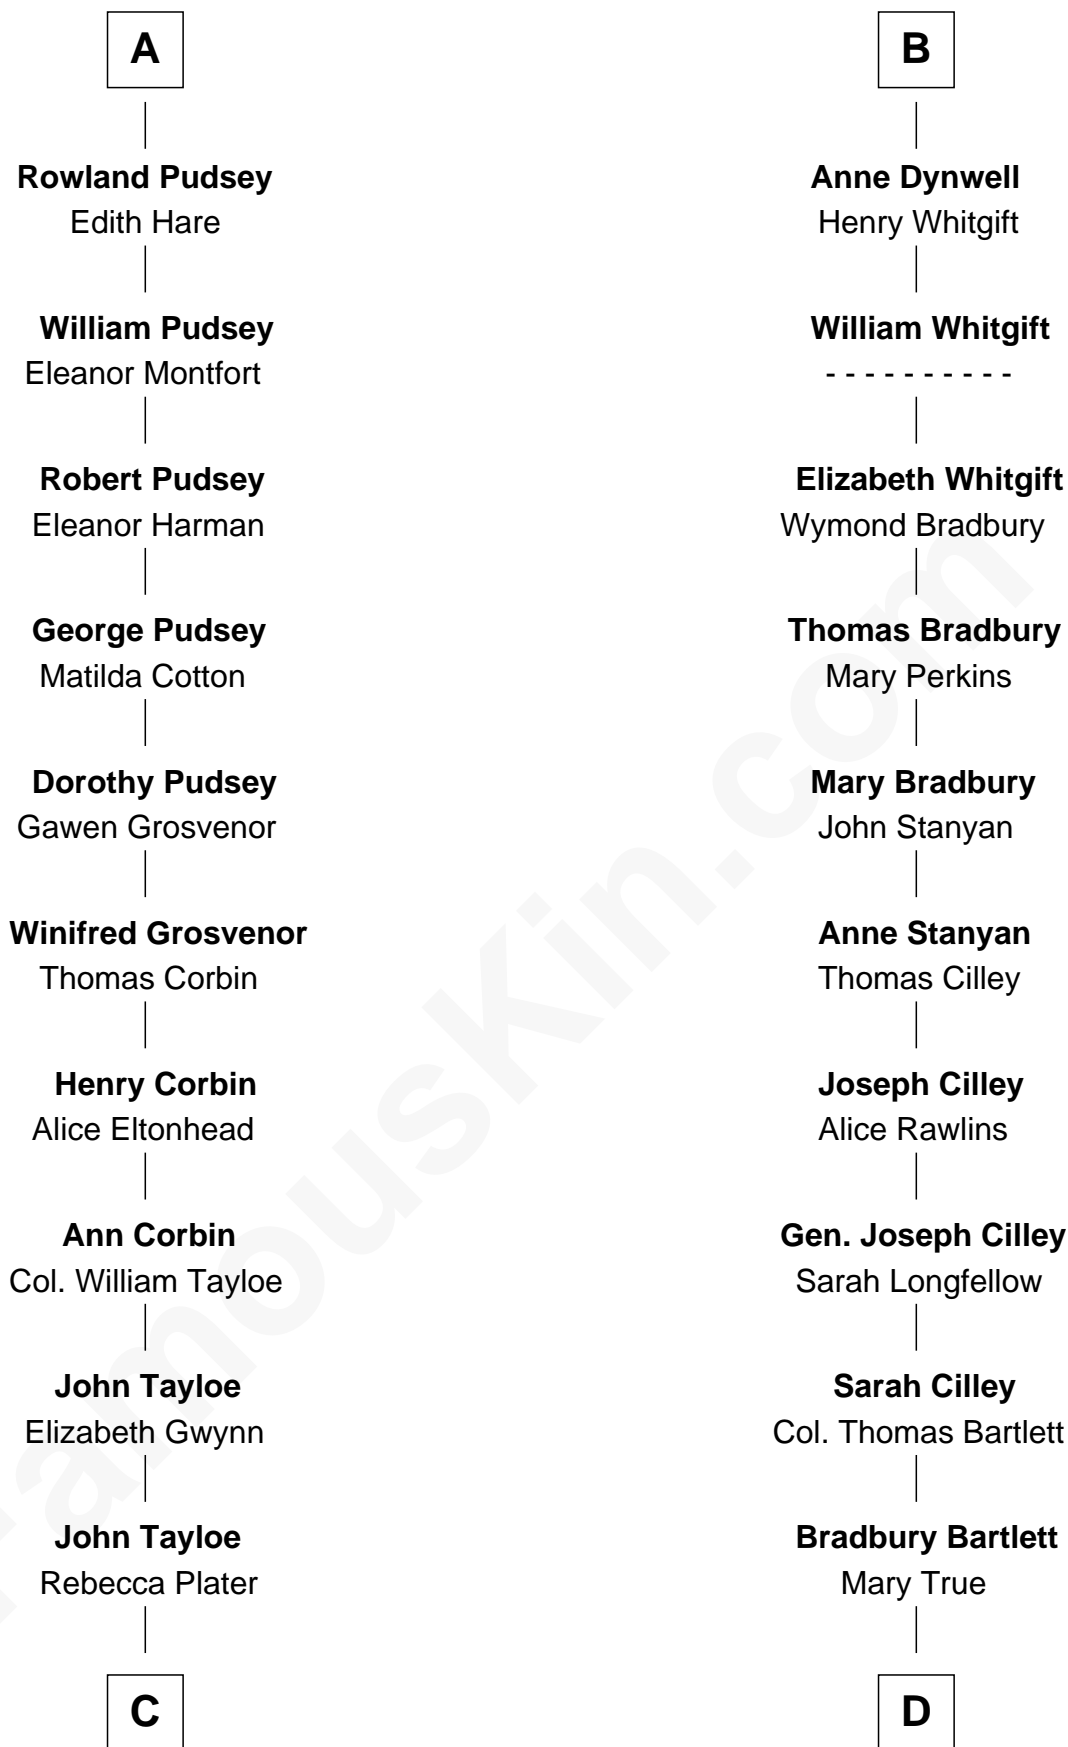 A
Rowland Pudsey
Edith Hare
William Pudsey
Eleanor Montfort
Robert Pudsey
Eleanor Harman
George Pudsey
Matilda Cotton
Dorothy Pudsey
Gawen Grosvenor
Winifred Grosvenor
Thomas Corbin
Henry Corbin
Alice Eltonhead
Ann Corbin
Col. William Tayloe
John Tayloe
Elizabeth Gwynn
John Tayloe
Rebecca Plater
C
B
Anne Dynwell
Henry Whitgift
William Whitgift
- - - - - - - - - -
Elizabeth Whitgift
Wymond Bradbury
Thomas Bradbury
Mary Perkins
Mary Bradbury
John Stanyan
Anne Stanyan
Thomas Cilley
Joseph Cilley
Alice Rawlins
Gen. Joseph Cilley
Sarah Longfellow
Sarah Cilley
Col. Thomas Bartlett
Bradbury Bartlett
Mary True
D
FamousKin.com